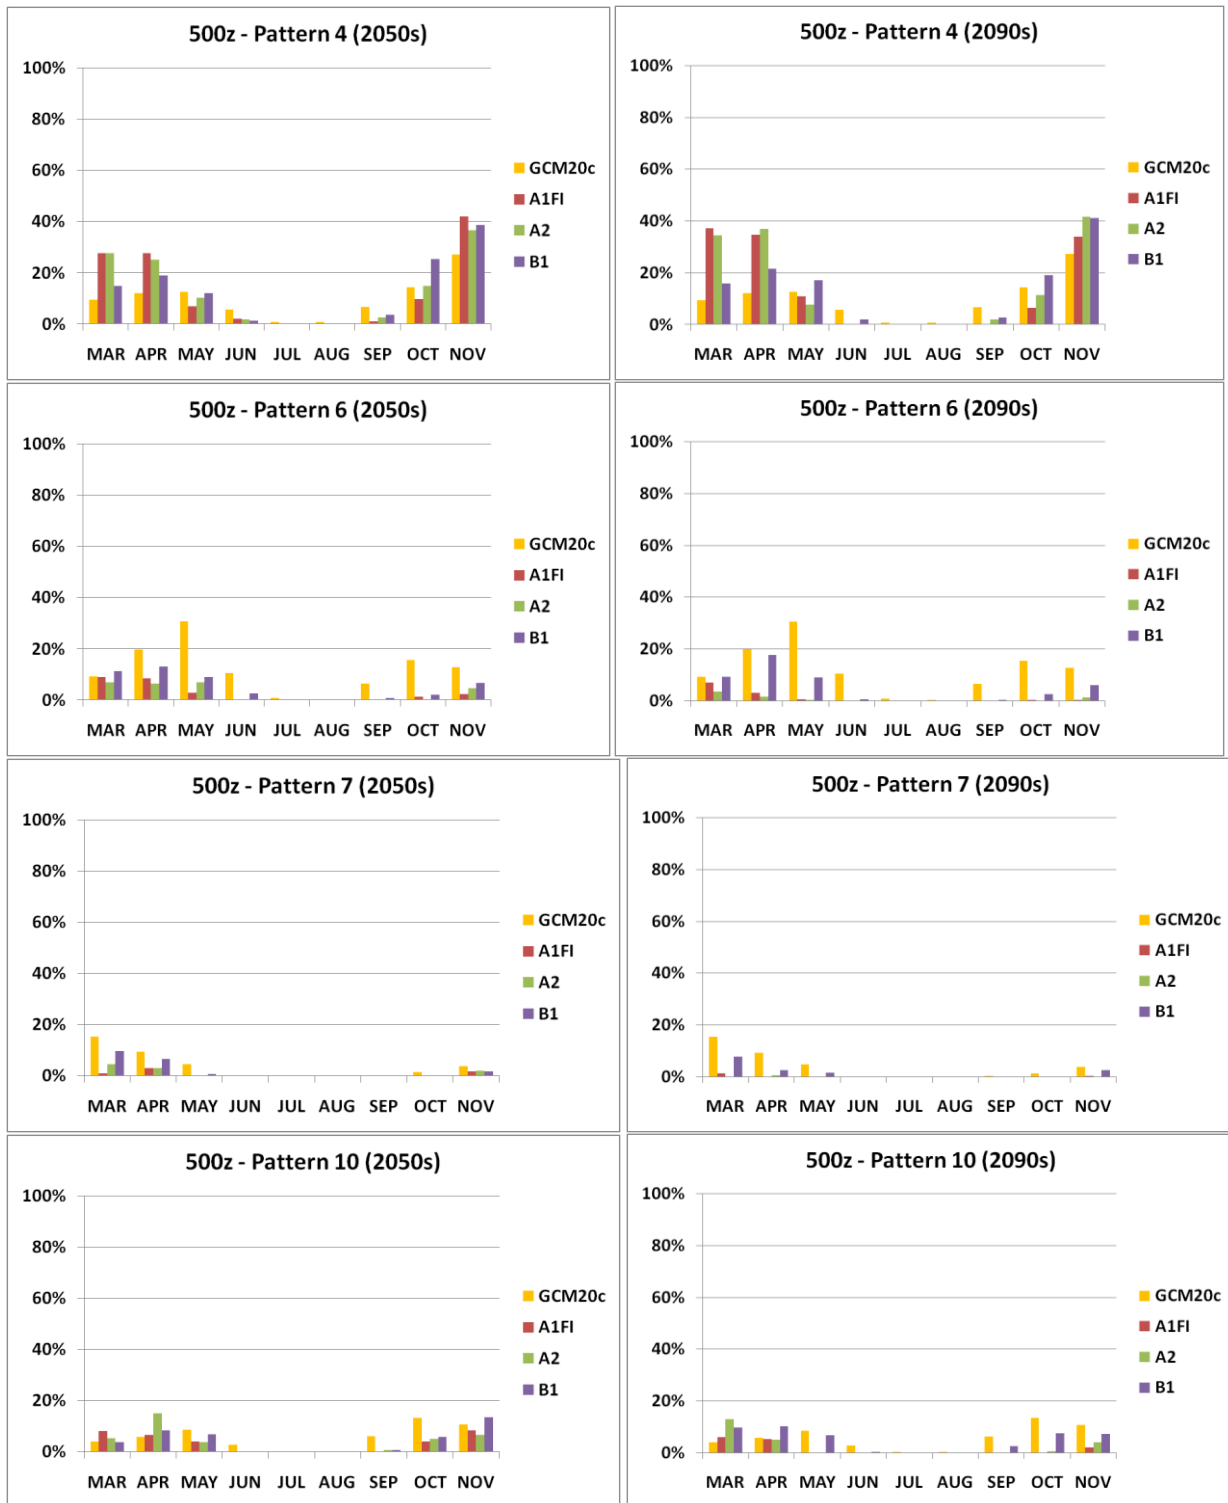 500z - Pattern 4 (2050s)
100%
80%
60%
40%
20%
0%
MAR APR MAY JUN JUL AUG SEP OCT NOV
GCM20c
A1FI
A2
B1
500z - Pattern 4 (2090s)
100%
80%
60%
40%
20%
0%
MAR APR MAY JUN JUL AUG SEP OCT NOV
GCM20c
A1FI
A2
B1
500z - Pattern 6 (2050s)
100%
80%
60%
40%
20%
0%
MAR APR MAY JUN JUL AUG SEP OCT NOV
GCM20c
A1FI
A2
B1
500z - Pattern 6 (2090s)
100%
80%
60%
40%
20%
0%
MAR APR MAY JUN JUL AUG SEP OCT NOV
GCM20c
A1FI
A2
B1
500z - Pattern 7 (2050s)
100%
80%
60%
40%
20%
0%
MAR APR MAY JUN JUL AUG SEP OCT NOV
GCM20c
A1FI
A2
B1
500z - Pattern 7 (2090s)
100%
80%
60%
40%
20%
0%
MAR APR MAY JUN JUL AUG SEP OCT NOV
GCM20c
A1FI
A2
B1
500z - Pattern 10 (2050s)
100%
80%
60%
40%
20%
0%
MAR APR MAY JUN JUL AUG SEP OCT NOV
GCM20c
A1FI
A2
B1
500z - Pattern 10 (2090s)
100%
80%
60%
40%
20%
0%
MAR APR MAY JUN JUL AUG SEP OCT NOV
GCM20c
A1FI
A2
B1